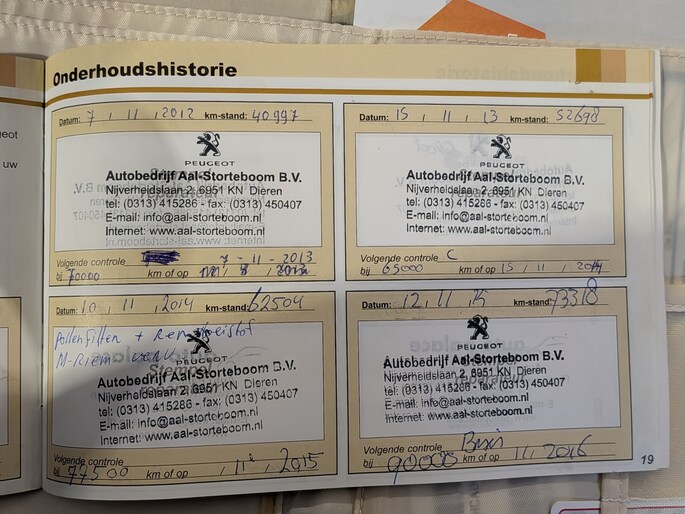 Onderhoudshistorie
Datum: 7 , 11 , 2012 km-stand: 40997
PEUGEOT
Autobedrijf Aal-Storteboom B.V.
Nijverheidslaan 2, 6951 KN Dieren
tel: (0313) 415286 - fax: (0313) 450407
E-mail: info@aal-storteboom.nl
Internet: www.aal-storteboom.nl
Volgende controle 7 - 11 - 2013
bij 70000 km of op
Datum: 15 , 11 , 13 km-stand: 52698
PEUGEOT
Autobedrijf Aal-Storteboom B.V.
Nijverheidslaan 2, 6951 KN Dieren
tel: (0313) 415286 - fax: (0313) 450407
E-mail: info@aal-storteboom.nl
Internet: www.aal-storteboom.nl
Volgende controle C
bij 65000 km of op 15 , 11 , 2014
Datum: 10 , 11 , 2014 km-stand: 62504
Pollenfilter +
M-Riem
PEUGEOT
Stempel
Autobedrijf Aal-Storteboom B.V.
Nijverheidslaan 2, 6951 KN Dieren
tel: (0313) 415286 - fax: (0313) 450407
E-mail: info@aal-storteboom.nl
Internet: www.aal-storteboom.nl
Volgende controle
bij 77500 km of op , 11 , 2015
Datum: 12 , 11 , 15 km-stand: 73318
PEUGEOT
Autobedrijf Aal-Storteboom B.V.
Nijverheidslaan 2, 6951 KN Dieren
tel: (0313) 415286 - fax: (0313) 450407
E-mail: info@aal-storteboom.nl
Internet: www.aal-storteboom.nl
Volgende controle Basis
bij 90000 km of op 11 , 2016
19
uw